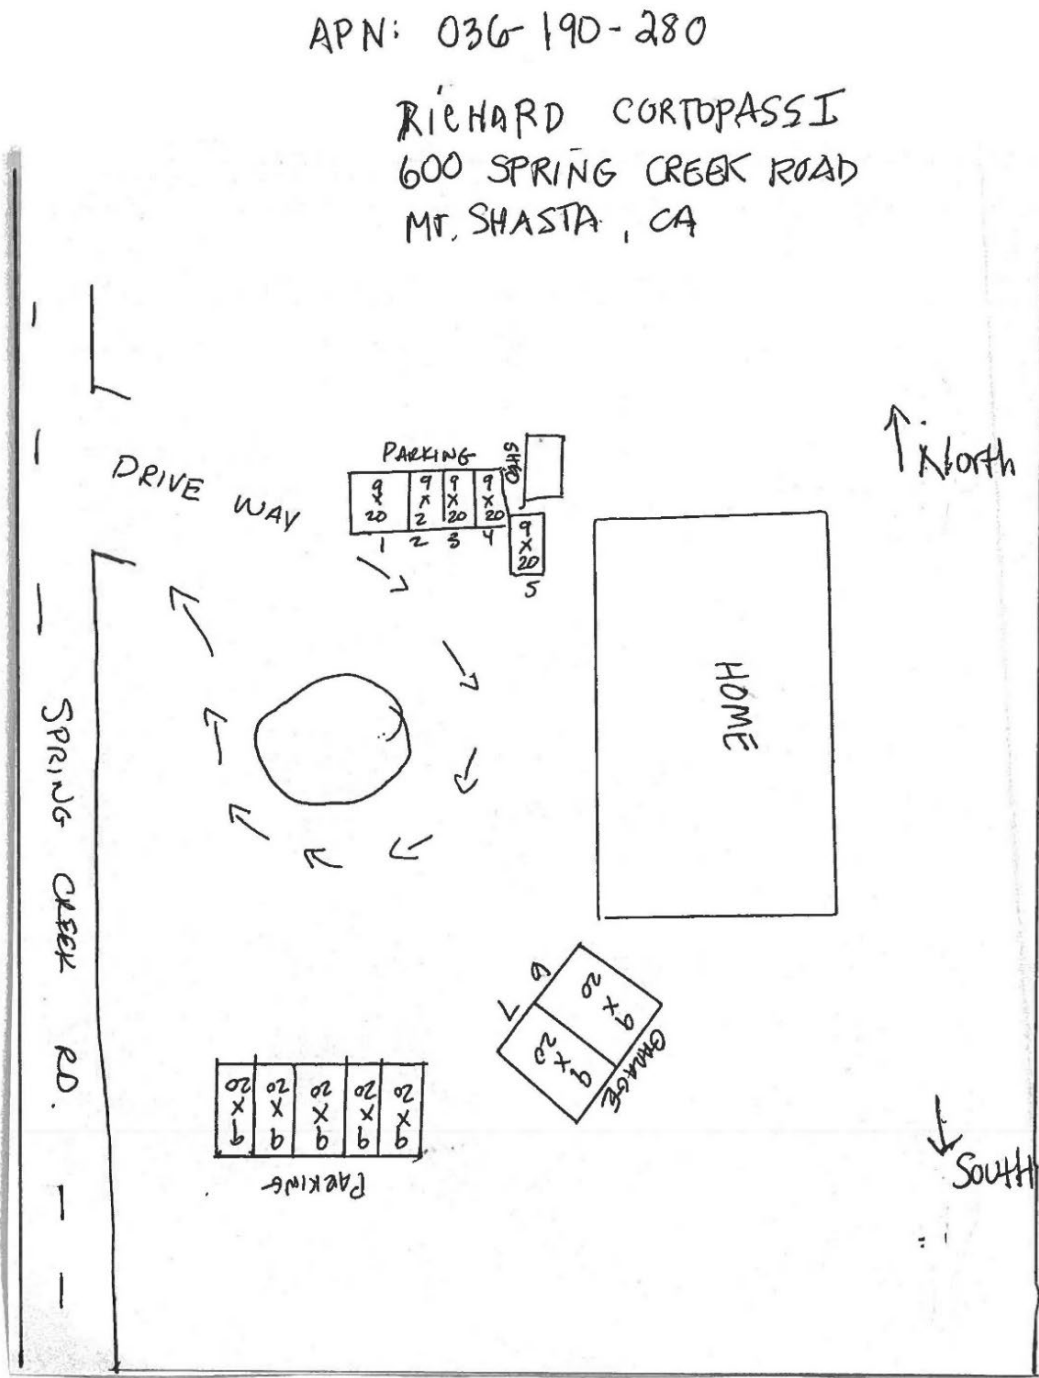 APN: 036-190-280
RICHARD CORTOPASSI
600 SPRING CREEK ROAD
MT. SHASTA, CA
North
PARKING
SHED
DRIVE WAY
9 X 20
9 X 2
9 X 20
9 X 20
1 2 3 4
9 X 20
5
HOME
SPRING CREEK RD.
6
7
9 X 20
9 X 20
GARAGE
9 X 20
9 X 20
9 X 20
9 X 20
9 X 20
PARKING
South